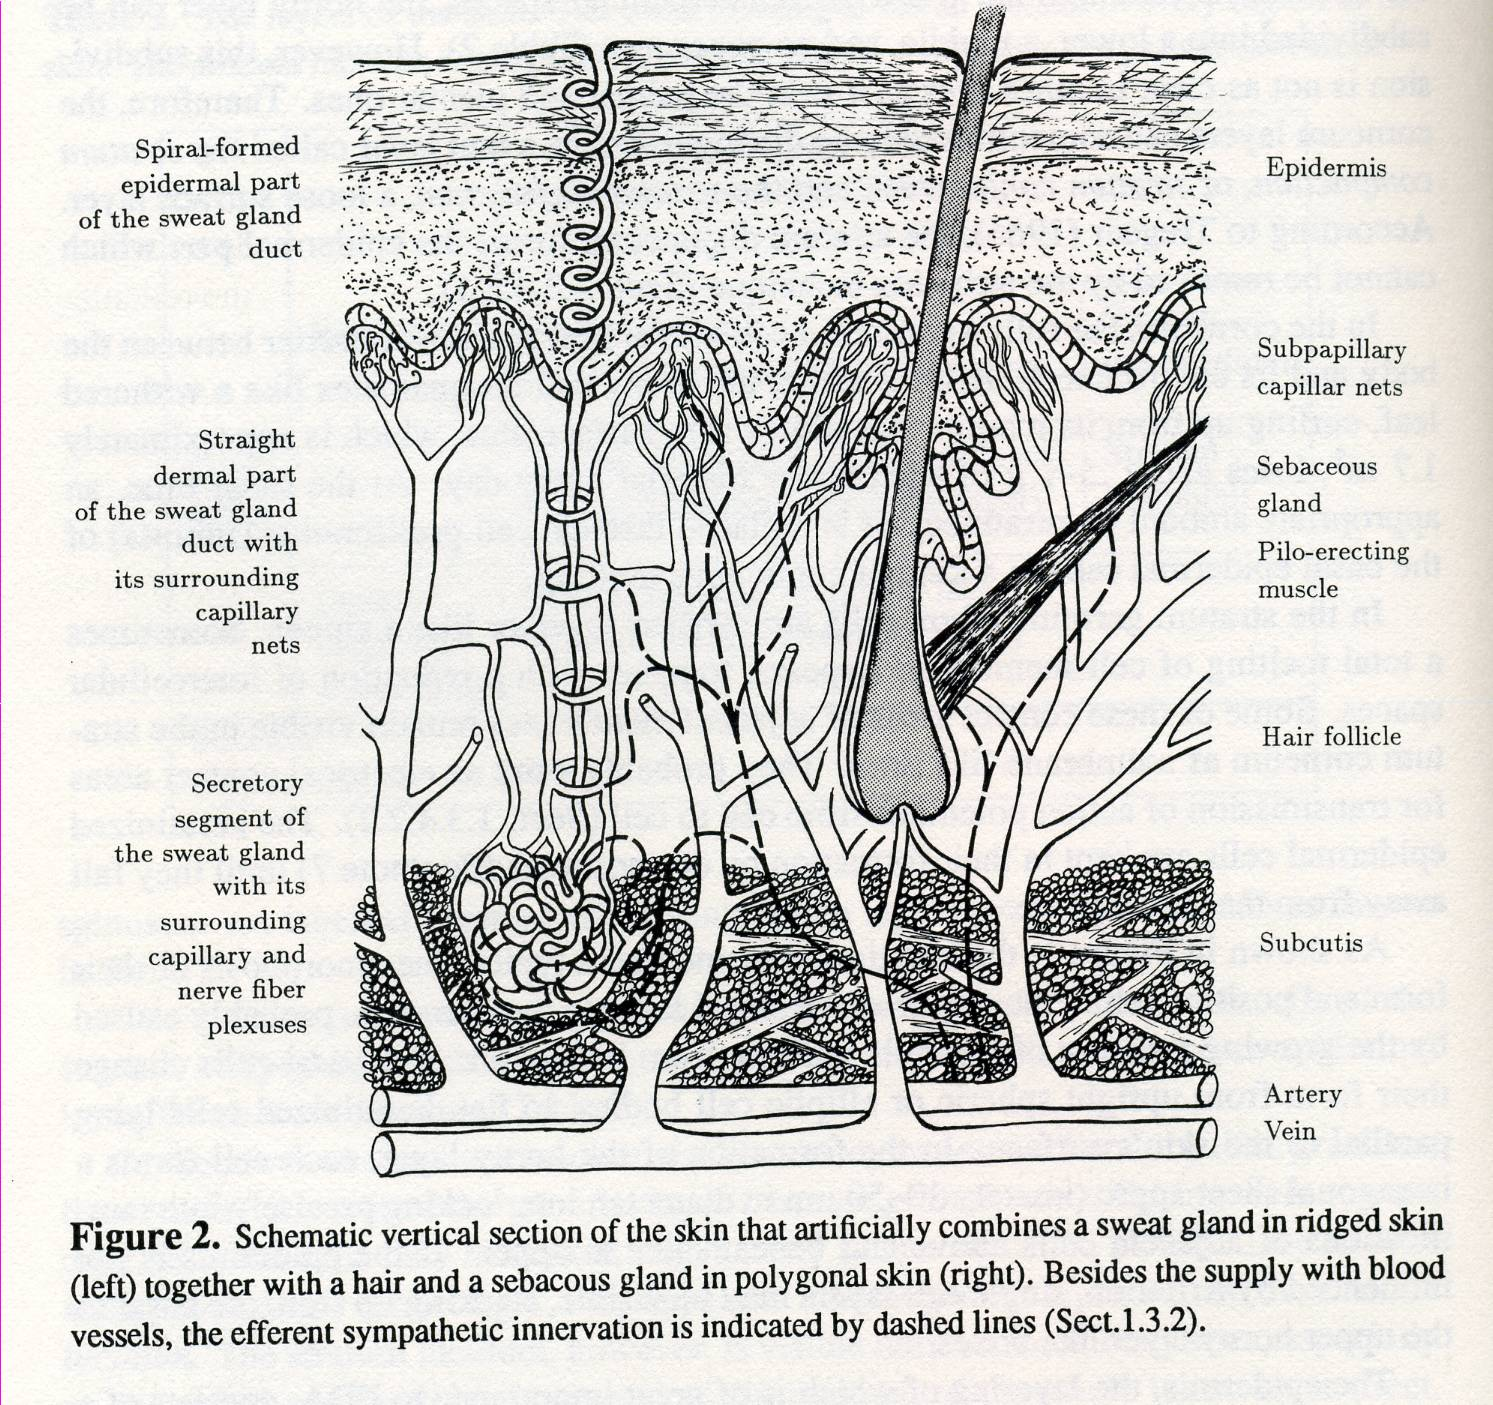 Spiral-formed
epidermal part
of the sweat gland
duct
Straight
dermal part
of the sweat gland
duct with
its surrounding
capillary
nets
Secretory
segment of
the sweat gland
with its
surrounding
capillary and
nerve fiber
plexuses
Epidermis
Subpapillary
capillar nets
Sebaceous
gland
Pilo-erecting
muscle
Hair follicle
Subcutis
Artery
Vein
Figure 2. Schematic vertical section of the skin that artificially combines a sweat gland in ridged skin
(left) together with a hair and a sebacous gland in polygonal skin (right). Besides the supply with blood
vessels, the efferent sympathetic innervation is indicated by dashed lines (Sect.1.3.2).